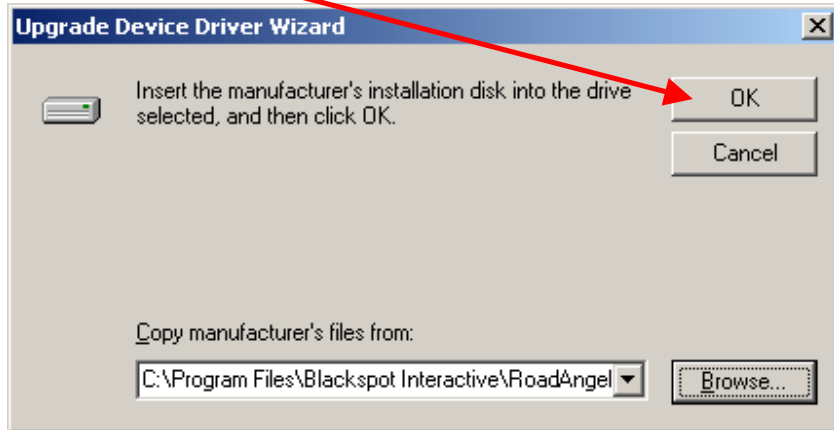 Upgrade Device Driver Wizard
Insert the manufacturer's installation disk into the drive
selected, and then click OK.
OK
Cancel
Copy manufacturer's files from:
C:\Program Files\Blackspot Interactive\RoadAngel
Browse...